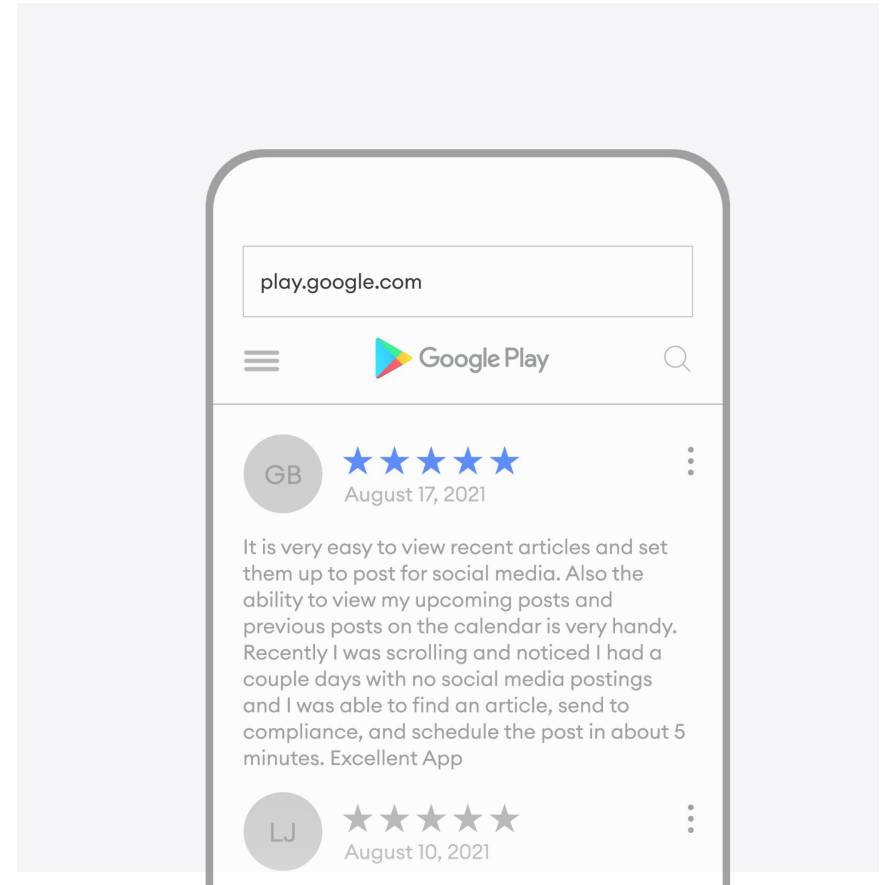 play.google.com
Google Play
GB
August 17, 2021
It is very easy to view recent articles and set
them up to post for social media. Also the
ability to view my upcoming posts and
previous posts on the calendar is very handy.
Recently I was scrolling and noticed I had a
couple days with no social media postings
and I was able to find an article, send to
compliance, and schedule the post in about 5
minutes. Excellent App
LJ
August 10, 2021